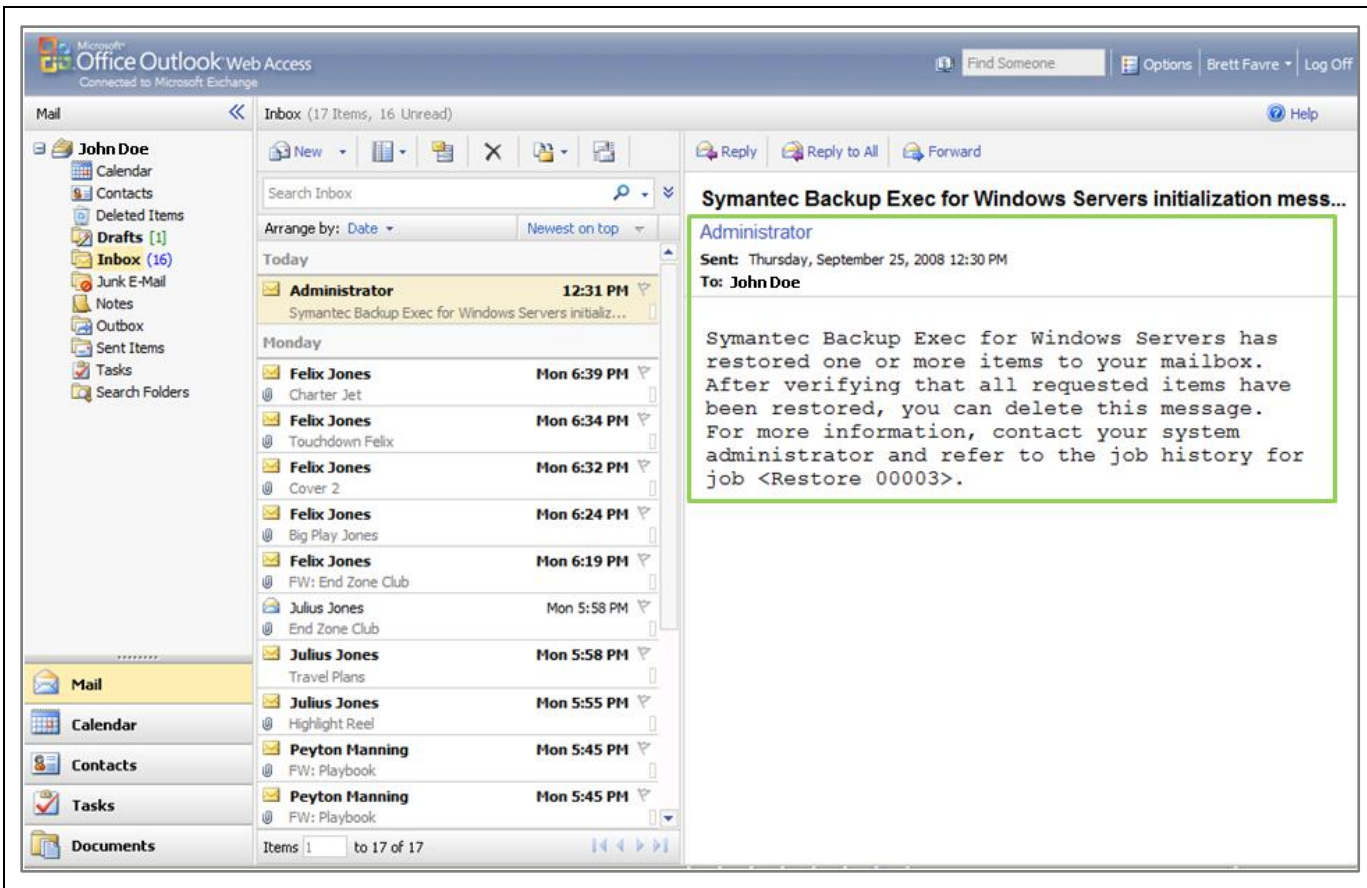 Microsoft®
Office Outlook Web Access
Connected to Microsoft Exchange
Find Someone
Options
Brett Favre
Log Off
Mail
Inbox (17 Items, 16 Unread)
Help
John Doe
Calendar
Contacts
Deleted Items
Drafts [1]
Inbox (16)
Junk E-Mail
Notes
Outbox
Sent Items
Tasks
Search Folders
Mail
Calendar
Contacts
Tasks
Documents
New
Search Inbox
Arrange by: Date
Newest on top
Today
Administrator 12:31 PM
Symantec Backup Exec for Windows Servers initializ...
Monday
Felix Jones Mon 6:39 PM
Charter Jet
Felix Jones Mon 6:34 PM
Touchdown Felix
Felix Jones Mon 6:32 PM
Cover 2
Felix Jones Mon 6:24 PM
Big Play Jones
Felix Jones Mon 6:19 PM
FW: End Zone Club
Julius Jones Mon 5:58 PM
End Zone Club
Julius Jones Mon 5:58 PM
Travel Plans
Julius Jones Mon 5:55 PM
Highlight Reel
Peyton Manning Mon 5:45 PM
FW: Playbook
Peyton Manning Mon 5:45 PM
FW: Playbook
Items 1 to 17 of 17
Reply
Reply to All
Forward
Symantec Backup Exec for Windows Servers initialization mess...
Administrator
Sent: Thursday, September 25, 2008 12:30 PM
To: John Doe
Symantec Backup Exec for Windows Servers has
restored one or more items to your mailbox.
After verifying that all requested items have
been restored, you can delete this message.
For more information, contact your system
administrator and refer to the job history for
job <Restore 00003>.